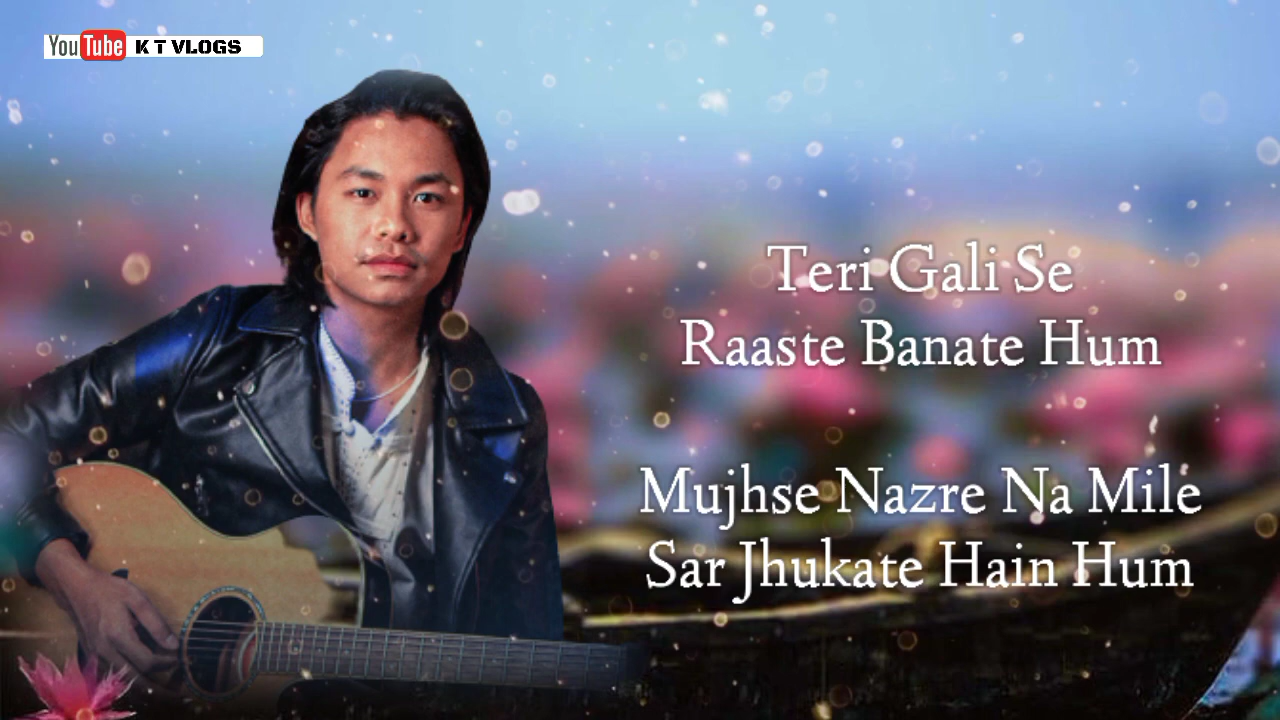 YouTube K T VLOGS
Teri Gali Se
Raaste Banate Hum
Mujhse Nazre Na Mile
Sar Jhukate Hain Hum